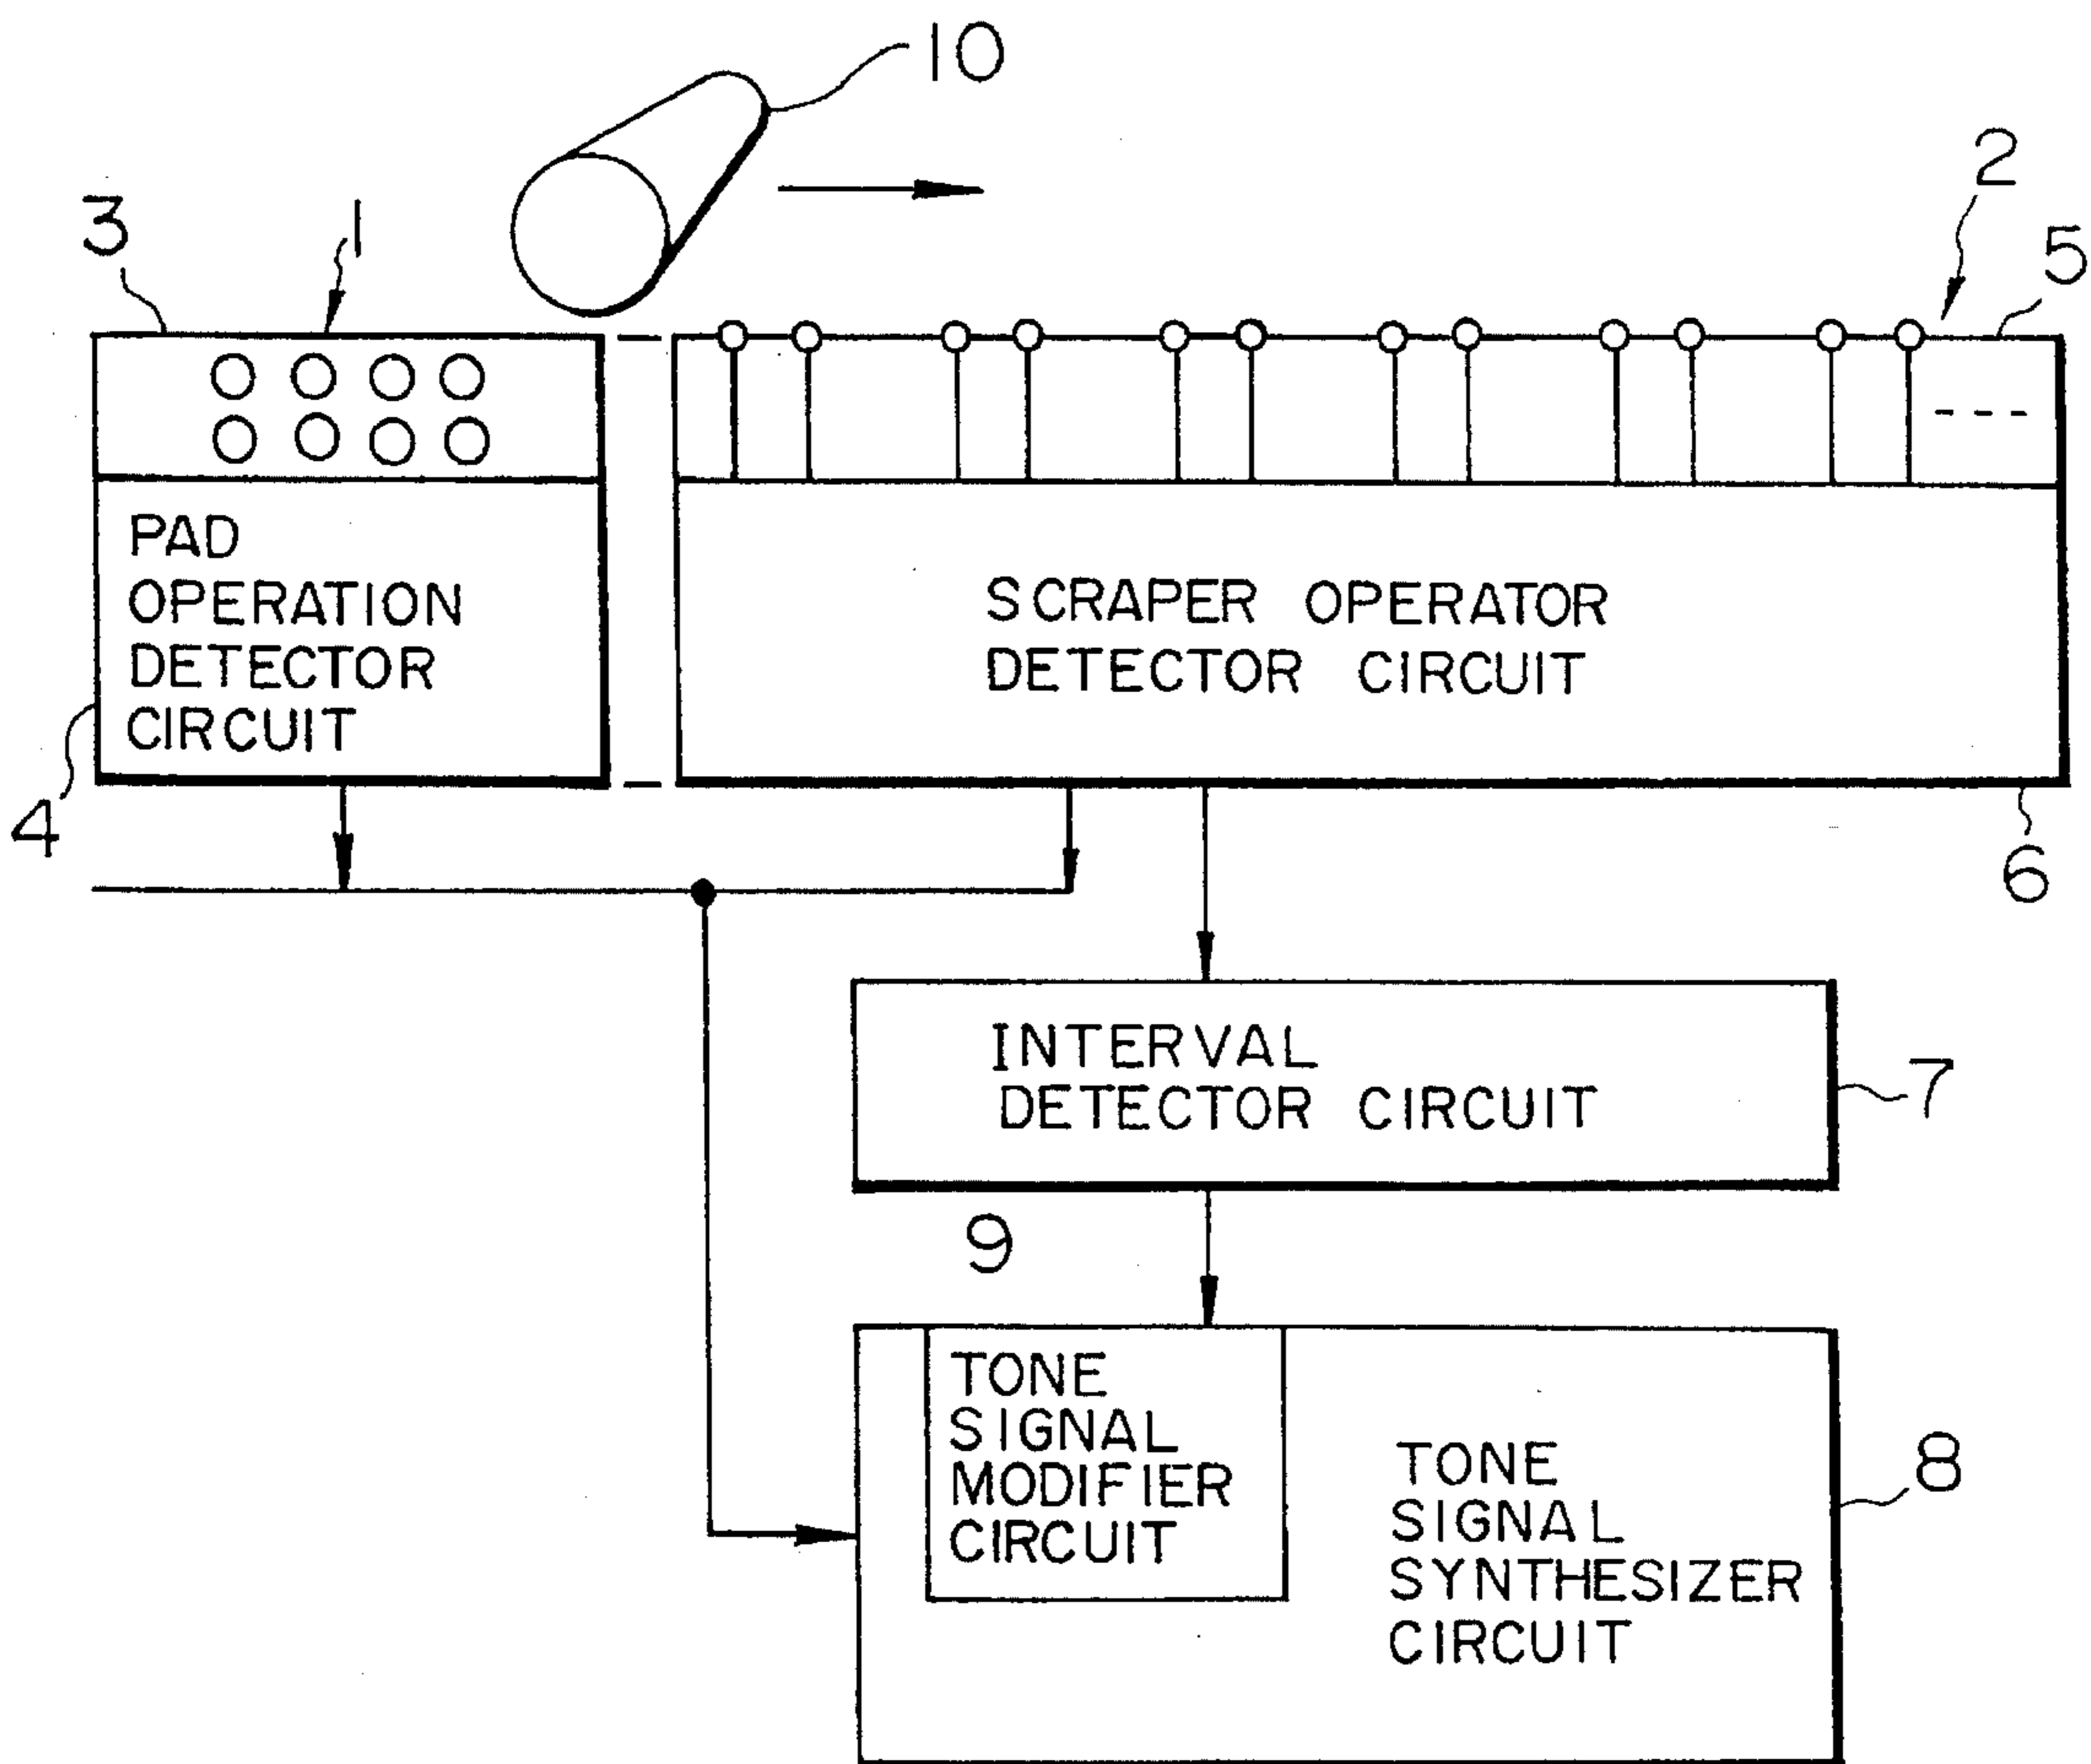 10
2
3
1
5
PAD
OPERATION
DETECTOR
CIRCUIT
SCRAPER OPERATOR
DETECTOR CIRCUIT
4
6
INTERVAL
DETECTOR CIRCUIT
7
9
TONE
SIGNAL
MODIFIER
CIRCUIT
TONE
SIGNAL
SYNTHESIZER
CIRCUIT
8